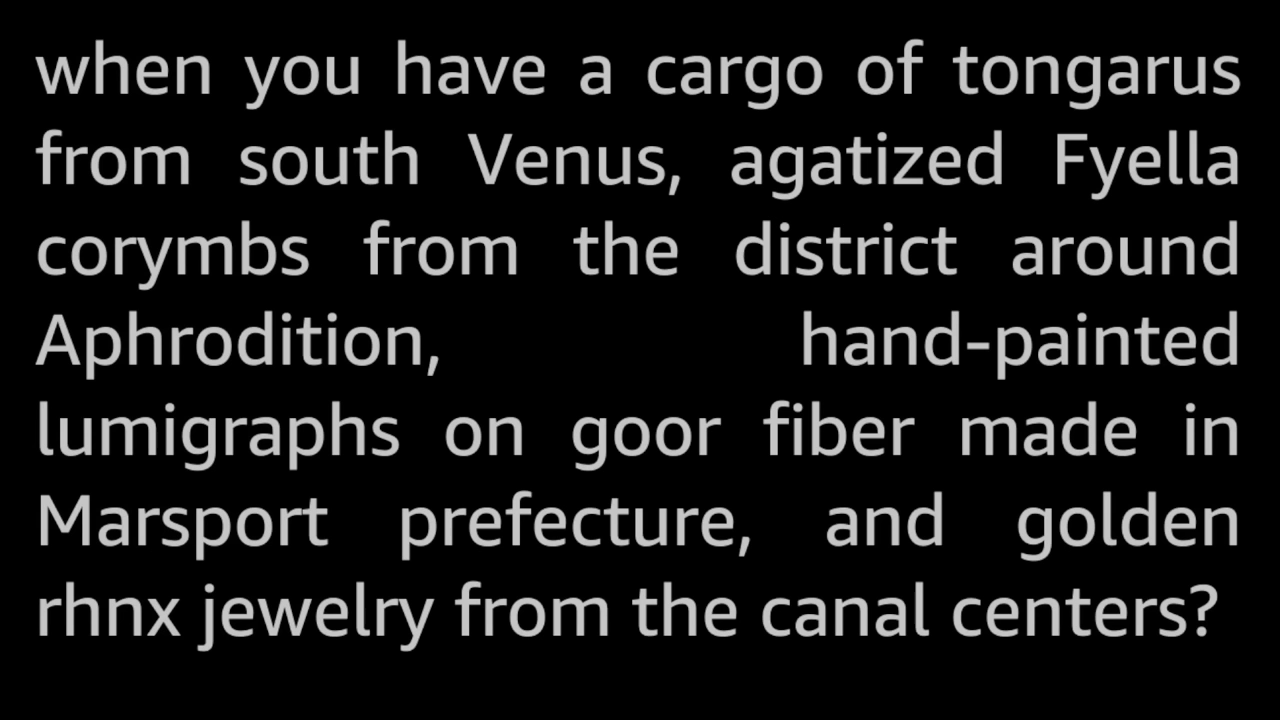 when you have a cargo of tongarus
from south Venus, agatized Fyella
corymbs from the district around
Aphrodition, hand-painted
lumigraphs on goor fiber made in
Marsport prefecture, and golden
rhnx jewelry from the canal centers?